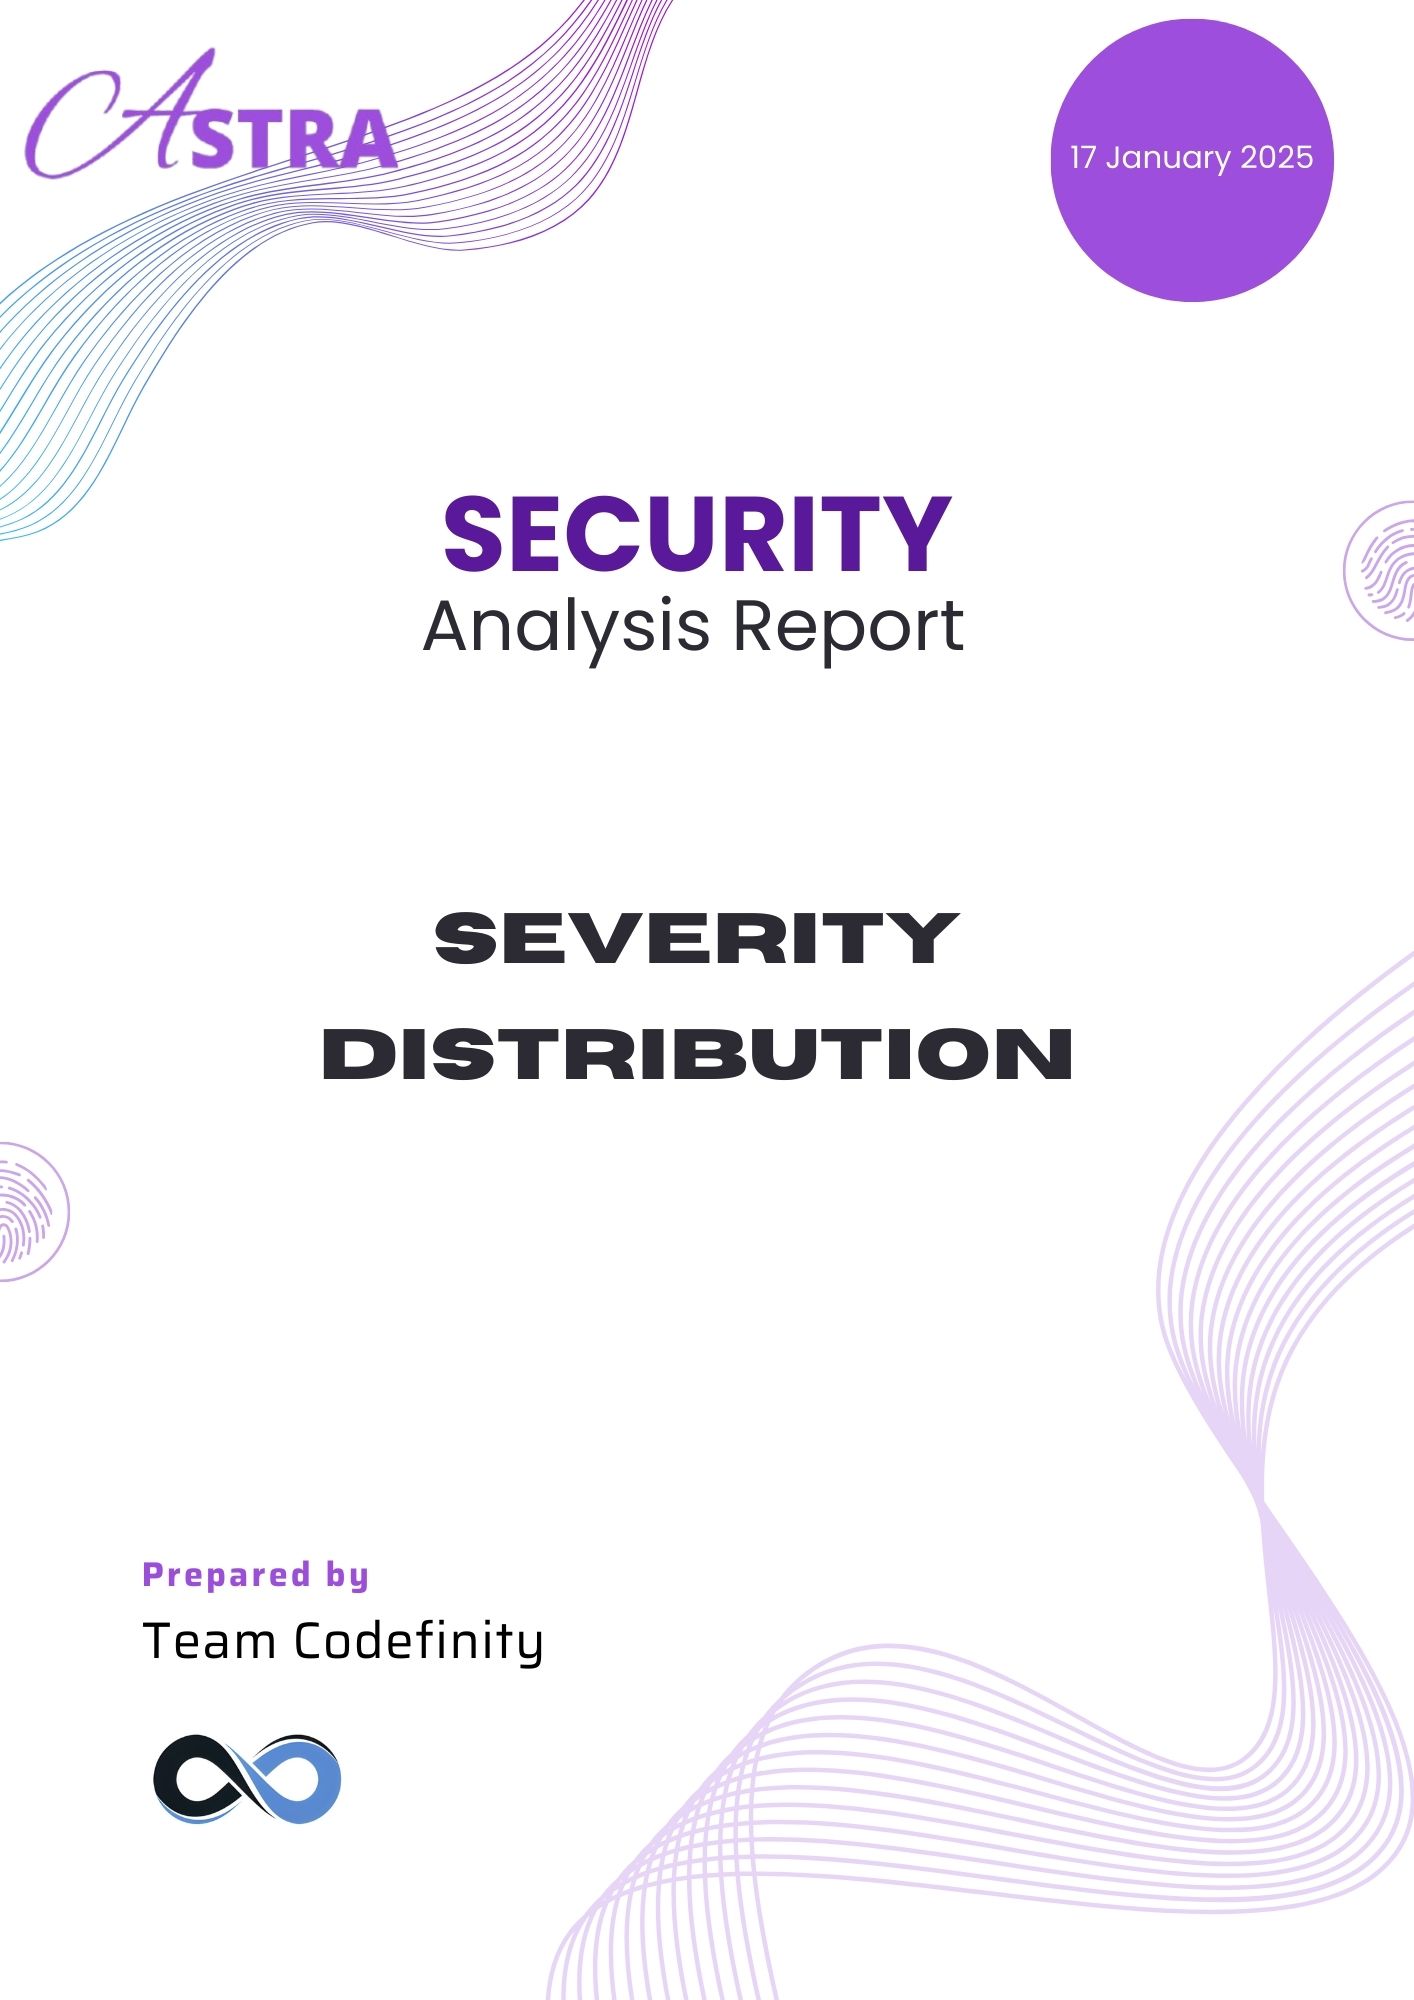 ASTRA
17 January 2025
SECURITY
Analysis Report
SEVERITY
DISTRIBUTION
Prepared by
Team Codefinity